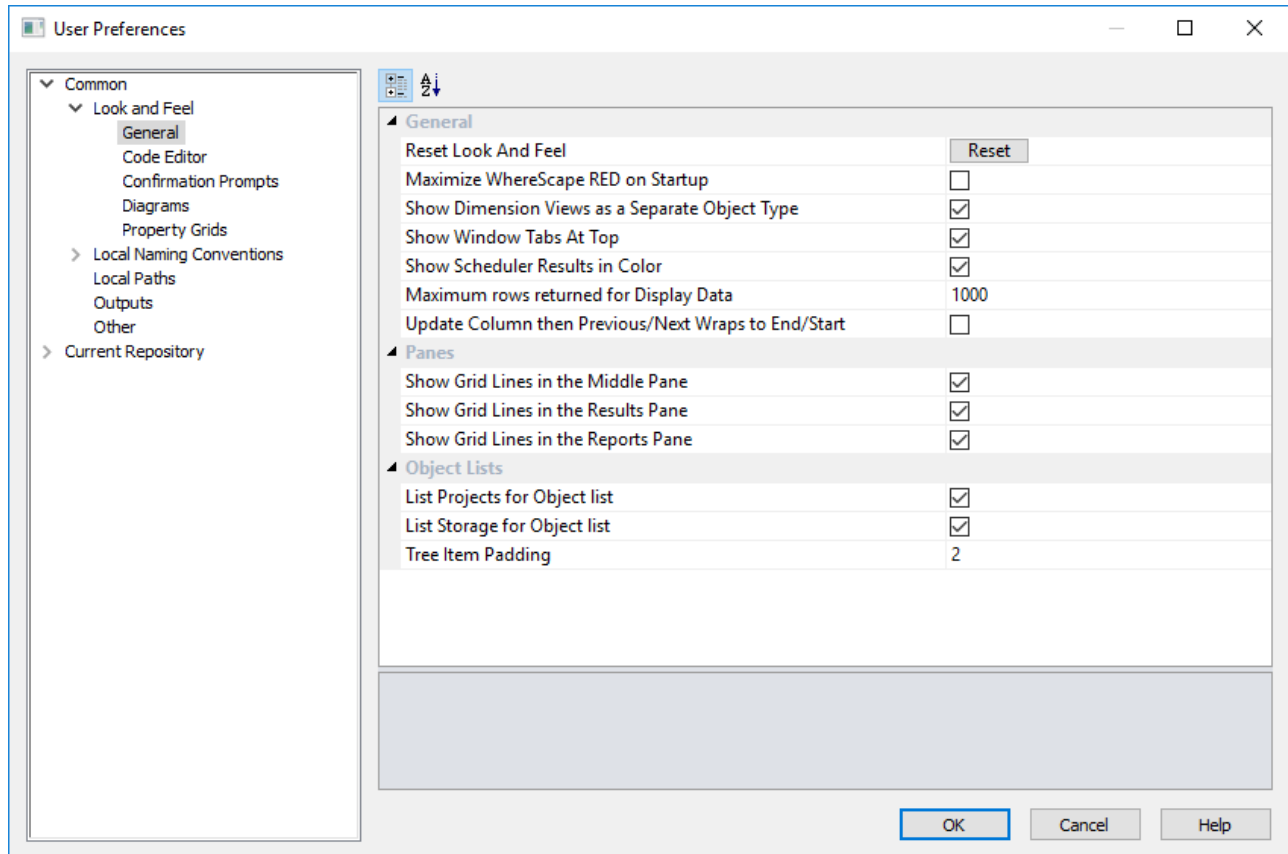 User Preferences
Common
Look and Feel
General
Code Editor
Confirmation Prompts
Diagrams
Property Grids
Local Naming Conventions
Local Paths
Outputs
Other
Current Repository
A
Z
General
Reset Look And Feel Reset
Maximize WhereScape RED on Startup
Show Dimension Views as a Separate Object Type
Show Window Tabs At Top
Show Scheduler Results in Color
Maximum rows returned for Display Data 1000
Update Column then Previous/Next Wraps to End/Start
Panes
Show Grid Lines in the Middle Pane
Show Grid Lines in the Results Pane
Show Grid Lines in the Reports Pane
Object Lists
List Projects for Object list
List Storage for Object list
Tree Item Padding 2
OK Cancel Help